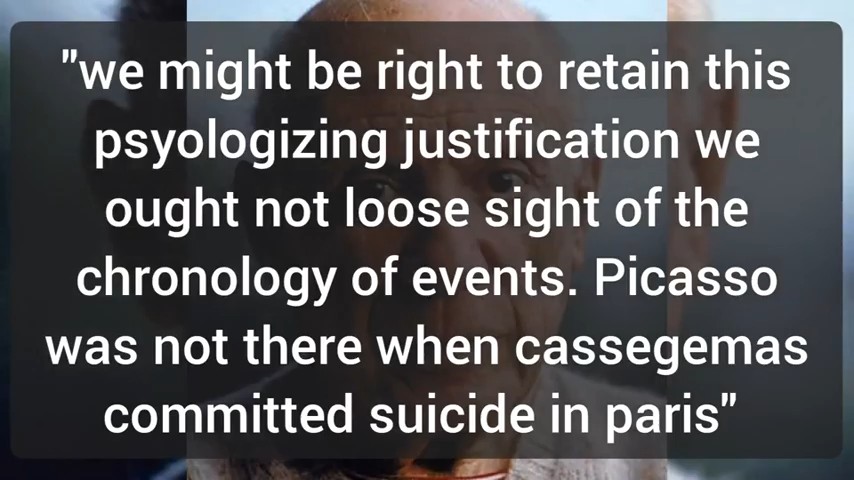 "we might be right to retain this
psyologizing justification we
ought not loose sight of the
chronology of events. Picasso
was not there when cassegemas
committed suicide in paris"